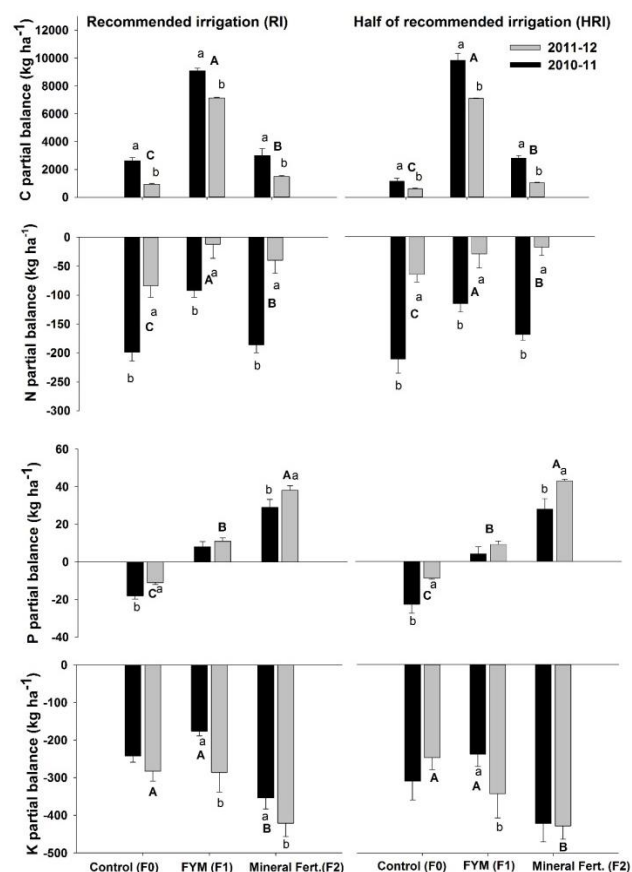 Recommended irrigation (RI)
Half of recommended irrigation (HRI)
2011-12
2010-11
C partial balance (kg ha⁻¹)
12000
10000
8000
6000
4000
2000
0
a
C
b
a
A
b
a
B
b
a
C
b
a
A
b
a
B
b
N partial balance (kg ha⁻¹)
0
-50
-100
-150
-200
-250
-300
b
a
C
b
A
a
b
a
B
b
a
C
b
a
A
b
a
B
P partial balance (kg ha⁻¹)
60
40
20
0
-20
40
b
C
a
B
b
A a
b
C
a
B
b
A
a
K partial balance (kg ha⁻¹)
0
-100
-200
-300
-400
-500
A
a
A
b
a
B
b
A
a
A
b
B
Control (F0)
FYM (F1)
Mineral Fert.(F2)
Control (F0)
FYM (F1)
Mineral Fert. (F2)